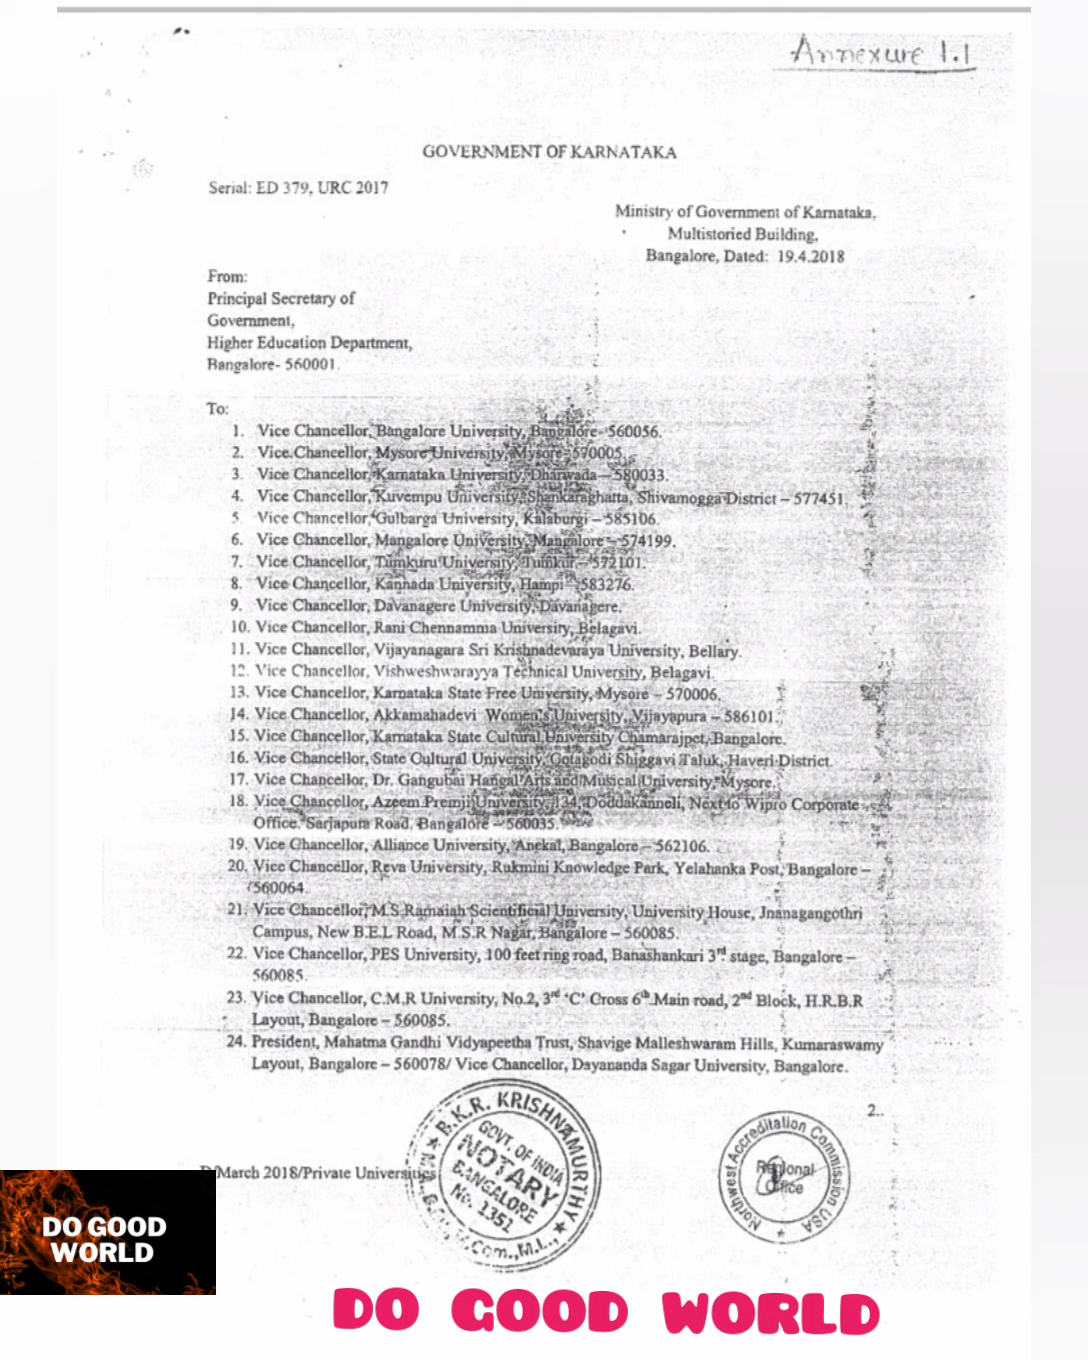 Annexure 1.1
GOVERNMENT OF KARNATAKA
Serial: ED 379, URC 2017
Ministry of Government of Karnataka,
Multistoried Building,
Bangalore, Dated: 19.4.2018
From:
Principal Secretary of
Government,
Higher Education Department,
Bangalore- 560001.
To:
1. Vice Chancellor, Bangalore University, Bangalore- 560056.
2. Vice Chancellor, Mysore University, Mysore- 570005.
3. Vice Chancellor, Karnataka University, Dharwada – 580033.
4. Vice Chancellor, Kuvempu University, Shankaraghatta, Shivamogga District – 577451.
5. Vice Chancellor, Gulbarga University, Kalaburgi – 585106.
6. Vice Chancellor, Mangalore University, Mangalore – 574199.
7. Vice Chancellor, Tumkuru University, Tumkur – 572101.
8. Vice Chancellor, Kannada University, Hampi – 583276.
9. Vice Chancellor, Davanagere University, Davanagere.
10. Vice Chancellor, Rani Chennamma University, Belagavi.
11. Vice Chancellor, Vijayanagara Sri Krishnadevaraya University, Bellary.
12. Vice Chancellor, Vishweshwarayya Technical University, Belagavi.
13. Vice Chancellor, Karnataka State Free University, Mysore – 570006.
14. Vice Chancellor, Akkamahadevi Women's University, Vijayapura – 586101.
15. Vice Chancellor, Karnataka State Cultural University Chamarajpet, Bangalore.
16. Vice Chancellor, State Cultural University, Gotagodi Shiggavi Taluk, Haveri District.
17. Vice Chancellor, Dr. Gangubai Hangal Arts and Musical University, Mysore.
18. Vice Chancellor, Azeem Premji University, 134, Doddakanneli, Next to Wipro Corporate
Office, Sarjapura Road, Bangalore – 560035.
19. Vice Chancellor, Alliance University, Anekal, Bangalore – 562106.
20. Vice Chancellor, Reva University, Rukmini Knowledge Park, Yelahanka Post, Bangalore –
560064.
21. Vice Chancellor, M.S Ramaiah Scientificial University, University House, Jnanagangothri
Campus, New B.E.L Road, M.S.R Nagar, Bangalore – 560085.
22. Vice Chancellor, PES University, 100 feet ring road, Banashankari 3rd stage, Bangalore –
560085.
23. Vice Chancellor, C.M.R University, No.2, 3rd 'C' Cross 6th Main road, 2nd Block, H.R.B.R
Layout, Bangalore – 560085.
24. President, Mahatma Gandhi Vidyapeetha Trust, Shavige Malleshwaram Hills, Kumaraswamy
Layout, Bangalore – 560078/ Vice Chancellor, Dayananda Sagar University, Bangalore.
2..
March 2018/Private Universities
B.K.R. KRISHNAMURTHY
M.Com., M.L.,
GOVT. OF INDIA
NOTARY
BANGALORE
No. 1351
Northwest Accreditation Commission USA
Regional
Office
DO GOOD
WORLD
DO GOOD WORLD